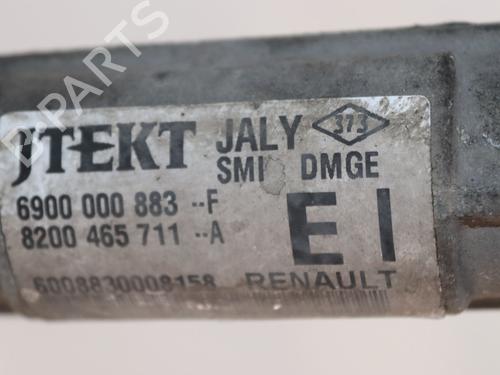 JTEKT JALY 373
SMI DMGE
6900 000 883 --F
8200 465 711 --A
EI
6008830008158 RENAULT
B-Parts